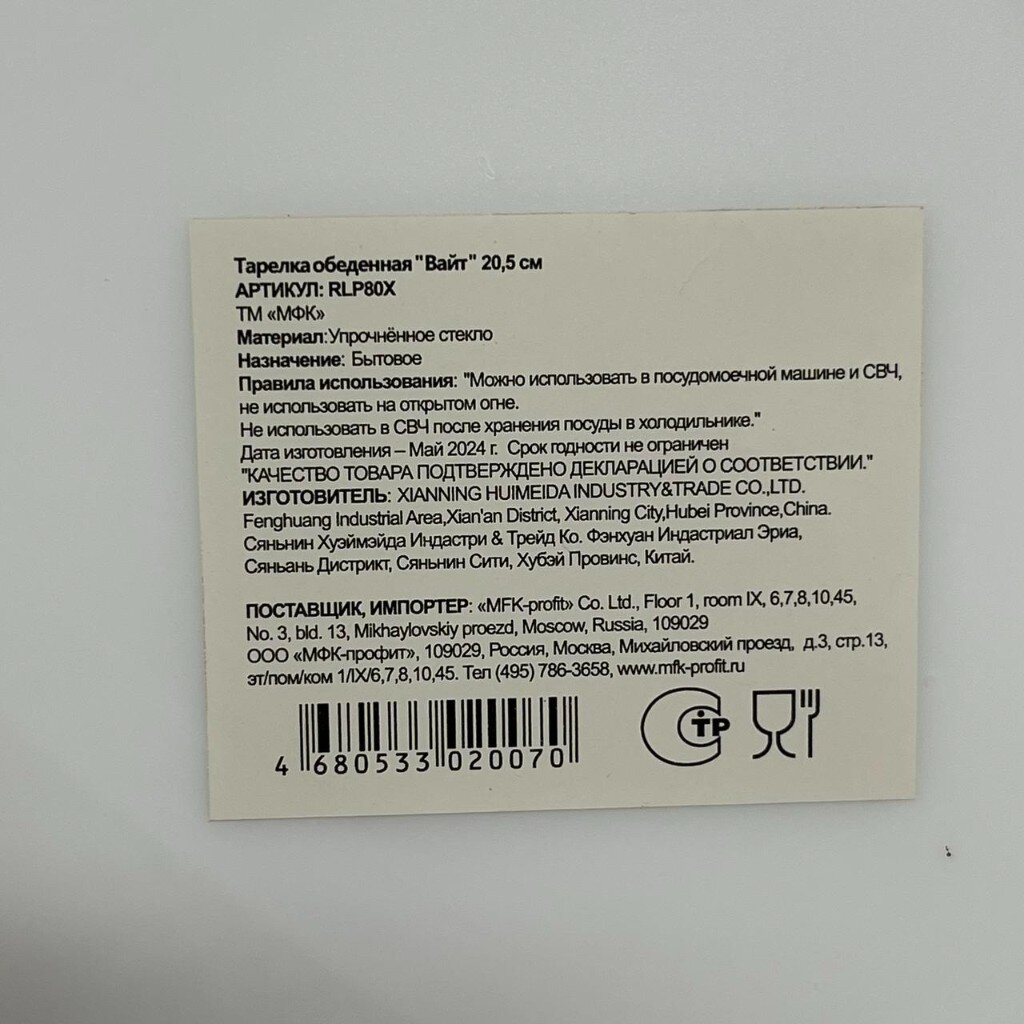 Тарелка обеденная "Вайт" 20,5 см
АРТИКУЛ: RLP80X
ТМ «МФК»
Материал:Упрочнённое стекло
Назначение: Бытовое
Правила использования: "Можно использовать в посудомоечной машине и СВЧ,
не использовать на открытом огне.
Не использовать в СВЧ после хранения посуды в холодильнике."
Дата изготовления – Май 2024 г. Срок годности не ограничен
"КАЧЕСТВО ТОВАРА ПОДТВЕРЖДЕНО ДЕКЛАРАЦИЕЙ О СООТВЕТСТВИИ."
ИЗГОТОВИТЕЛЬ: XIANNING HUIMEIDA INDUSTRY&TRADE CO.,LTD.
Fenghuang Industrial Area,Xian'an District, Xianning City,Hubei Province,China.
Сяньнин Хуэймэйда Индастри & Трейд Ко. Фэнхуан Индастриал Эриа,
Сяньань Дистрикт, Сяньнин Сити, Хубэй Провинс, Китай.
ПОСТАВЩИК, ИМПОРТЕР: «MFK-profit» Co. Ltd., Floor 1, room IX, 6,7,8,10,45,
No. 3, bld. 13, Mikhaylovskiy proezd, Moscow, Russia, 109029
ООО «МФК-профит», 109029, Россия, Москва, Михайловский проезд, д.3, стр.13,
эт/пом/ком 1/IX/6,7,8,10,45. Тел (495) 786-3658, www.mfk-profit.ru
4 680533 020070
СТР